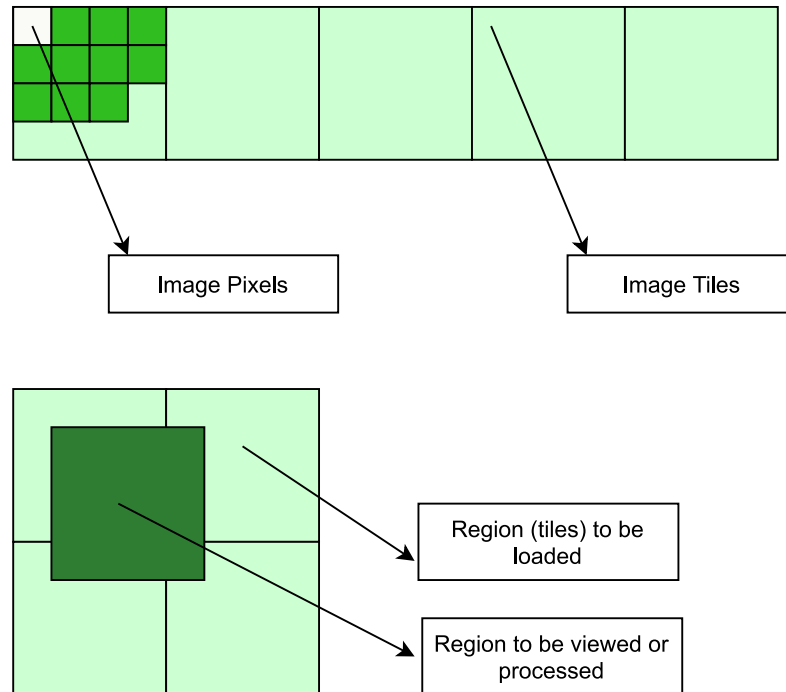 Image Pixels
Image Tiles
Region (tiles) to be
loaded
Region to be viewed or
processed